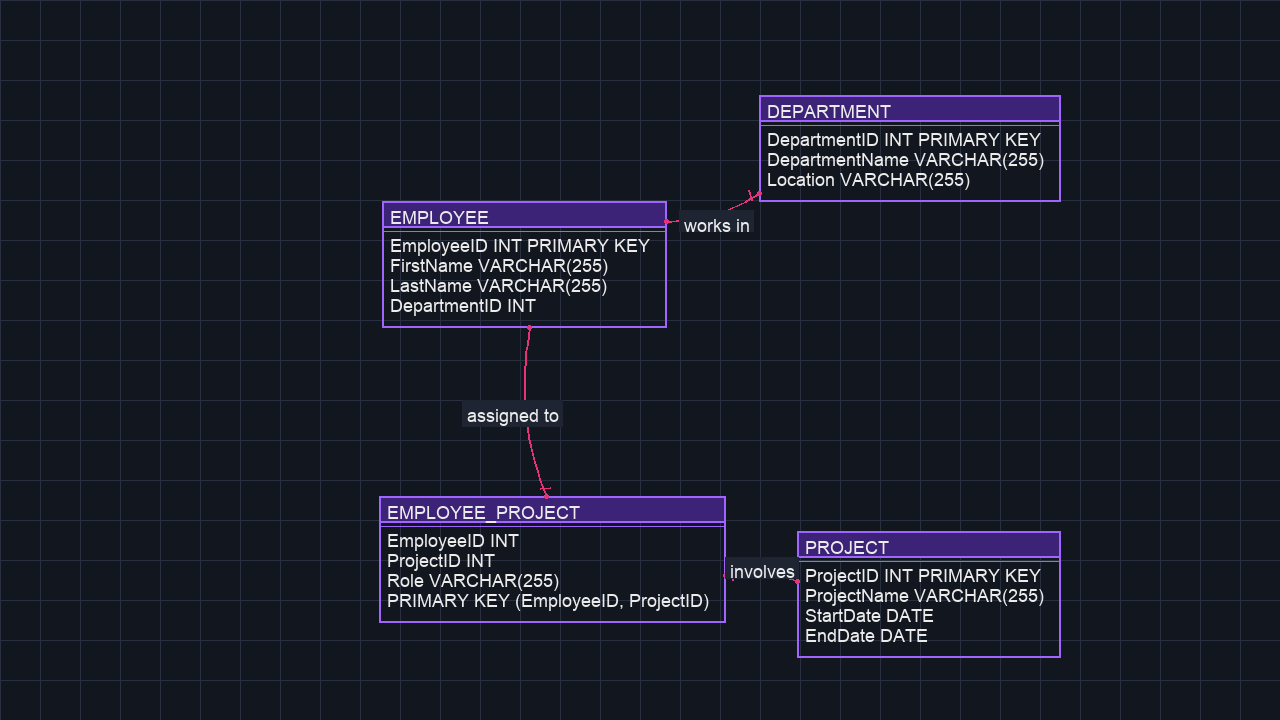 DEPARTMENT
DepartmentID INT PRIMARY KEY
DepartmentName VARCHAR(255)
Location VARCHAR(255)
EMPLOYEE
EmployeeID INT PRIMARY KEY
FirstName VARCHAR(255)
LastName VARCHAR(255)
DepartmentID INT
works in
assigned to
EMPLOYEE_PROJECT
EmployeeID INT
ProjectID INT
Role VARCHAR(255)
PRIMARY KEY (EmployeeID, ProjectID)
involves
PROJECT
ProjectID INT PRIMARY KEY
ProjectName VARCHAR(255)
StartDate DATE
EndDate DATE